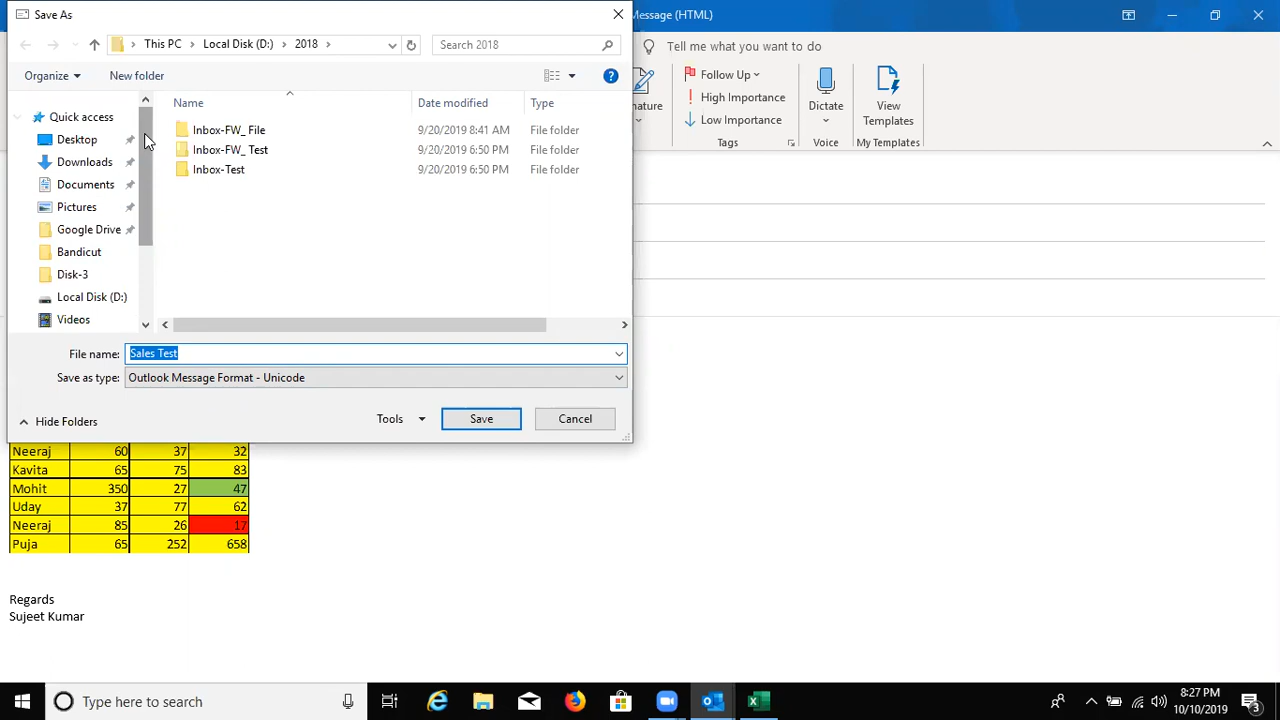 Save As
Message (HTML)
This PC
Local Disk (D:)
2018
Search 2018
Tell me what you want to do
Organize
New folder
Follow Up
High Importance
Low Importance
Tags
Dictate
Voice
View
Templates
My Templates
Name
Date modified
Type
Quick access
Desktop
Downloads
Documents
Pictures
Google Drive
Bandicut
Disk-3
Local Disk (D:)
Videos
Inbox-FW_ File 9/20/2019 8:41 AM File folder
Inbox-FW_ Test 9/20/2019 6:50 PM File folder
Inbox-Test 9/20/2019 6:50 PM File folder
File name: Sales Test
Save as type: Outlook Message Format - Unicode
Hide Folders
Tools
Save
Cancel
Neeraj 60 37 32
Kavita 65 75 83
Mohit 350 27 47
Uday 37 77 62
Neeraj 85 26 17
Puja 65 252 658
Regards
Sujeet Kumar
Type here to search
8:27 PM
10/10/2019
3